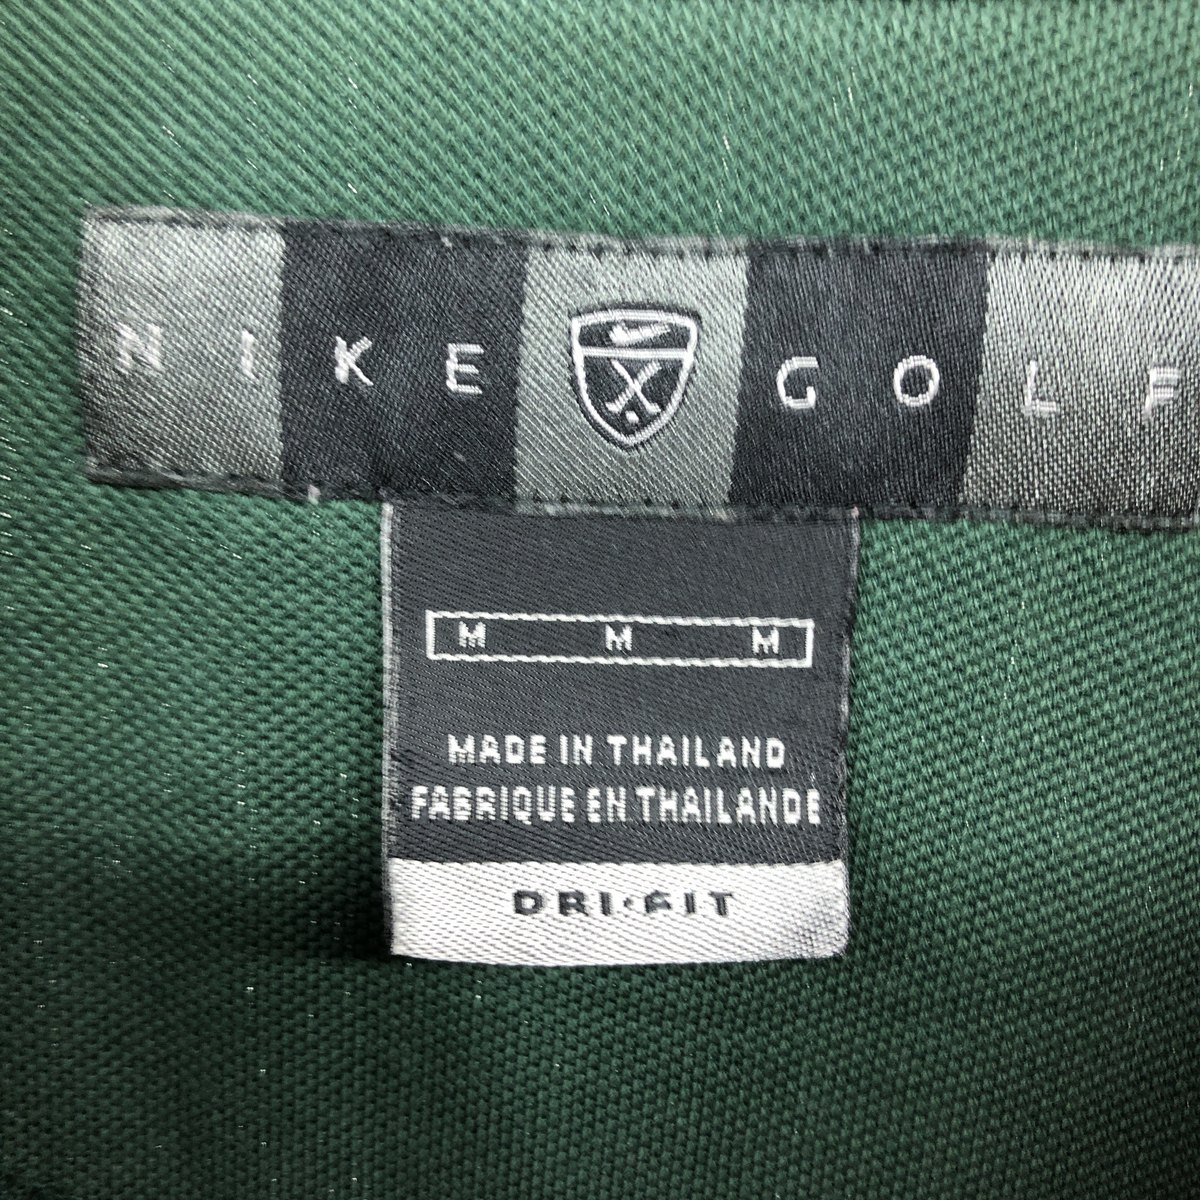 NIKE GOLF
M M M
MADE IN THAILAND
FABRIQUE EN THAILANDE
DRI·FIT